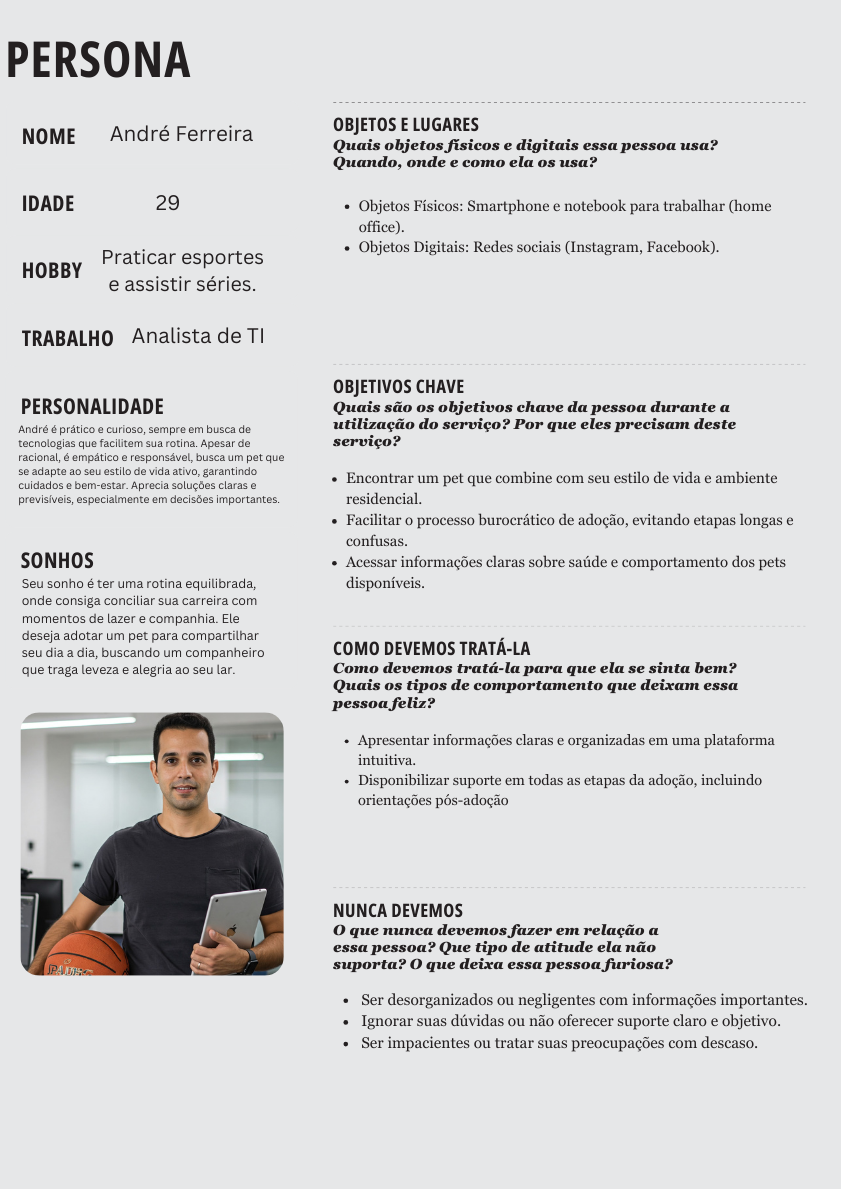 PERSONA
NOME André Ferreira
IDADE 29
HOBBY Praticar esportes
e assistir séries.
TRABALHO Analista de TI
PERSONALIDADE
André é prático e curioso, sempre em busca de
tecnologias que facilitem sua rotina. Apesar de
racional, é empático e responsável, busca um pet que
se adapte ao seu estilo de vida ativo, garantindo
cuidados e bem-estar. Aprecia soluções claras e
previsíveis, especialmente em decisões importantes.
SONHOS
Seu sonho é ter uma rotina equilibrada,
onde consiga conciliar sua carreira com
momentos de lazer e companhia. Ele
deseja adotar um pet para compartilhar
seu dia a dia, buscando um companheiro
que traga leveza e alegria ao seu lar.
OBJETOS E LUGARES
Quais objetos físicos e digitais essa pessoa usa?
Quando, onde e como ela os usa?
• Objetos Físicos: Smartphone e notebook para trabalhar (home
office).
• Objetos Digitais: Redes sociais (Instagram, Facebook).
OBJETIVOS CHAVE
Quais são os objetivos chave da pessoa durante a
utilização do serviço? Por que eles precisam deste
serviço?
• Encontrar um pet que combine com seu estilo de vida e ambiente
residencial.
• Facilitar o processo burocrático de adoção, evitando etapas longas e
confusas.
• Acessar informações claras sobre saúde e comportamento dos pets
disponíveis.
COMO DEVEMOS TRATÁ-LA
Como devemos tratá-la para que ela se sinta bem?
Quais os tipos de comportamento que deixam essa
pessoa feliz?
• Apresentar informações claras e organizadas em uma plataforma
intuitiva.
• Disponibilizar suporte em todas as etapas da adoção, incluindo
orientações pós-adoção
NUNCA DEVEMOS
O que nunca devemos fazer em relação a
essa pessoa? Que tipo de atitude ela não
suporta? O que deixa essa pessoa furiosa?
• Ser desorganizados ou negligentes com informações importantes.
• Ignorar suas dúvidas ou não oferecer suporte claro e objetivo.
• Ser impacientes ou tratar suas preocupações com descaso.